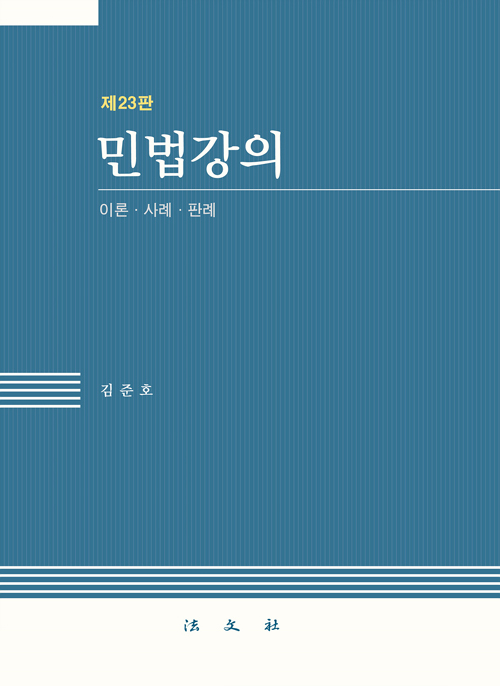 제23판
민법강의
이론 · 사례 · 판례
김 준 호
法 文 社